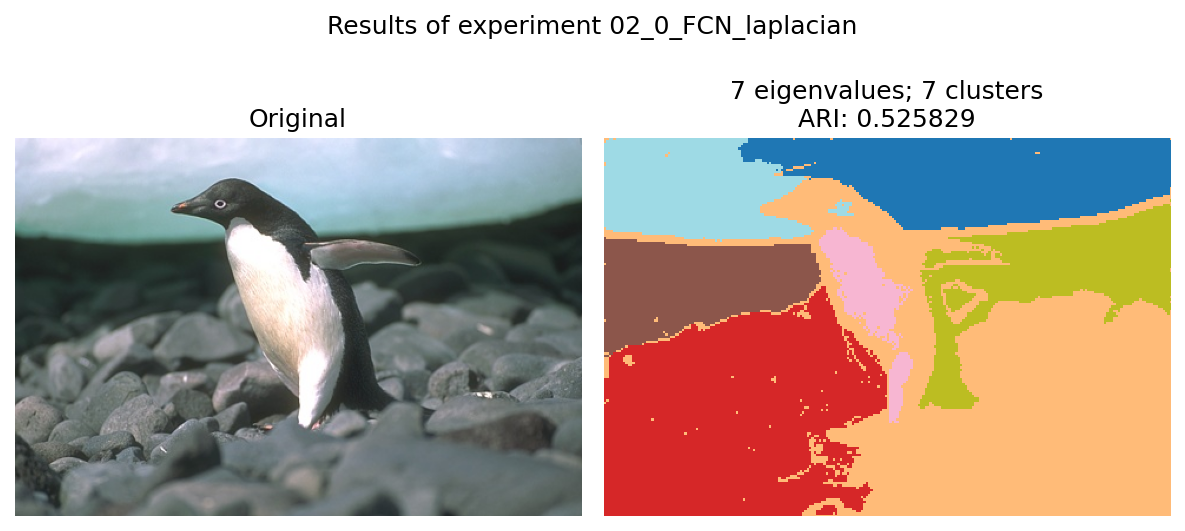 Results of experiment 02_0_FCN_laplacian
Original
7 eigenvalues; 7 clusters
ARI: 0.525829